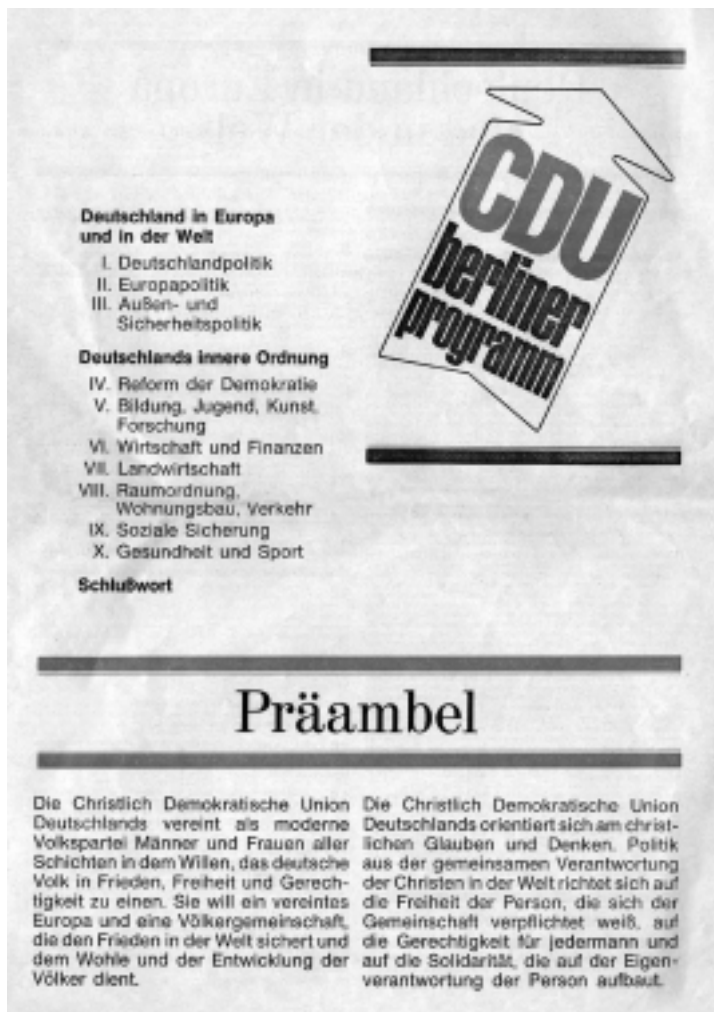 CDU
berliner
programm
Deutschland in Europa
und in der Welt
I. Deutschlandpolitik
II. Europapolitik
III. Außen- und
Sicherheitspolitik
Deutschlands innere Ordnung
IV. Reform der Demokratie
V. Bildung, Jugend, Kunst,
Forschung
VI. Wirtschaft und Finanzen
VII. Landwirtschaft
VIII. Raumordnung,
Wohnungsbau, Verkehr
IX. Soziale Sicherung
X. Gesundheit und Sport
Schlußwort
Präambel
Die Christlich Demokratische Union
Deutschlands vereint als moderne
Volkspartei Männer und Frauen aller
Schichten in dem Willen, das deutsche
Volk in Frieden, Freiheit und Gerech-
tigkeit zu einen. Sie will ein vereintes
Europa und eine Völkergemeinschaft,
die den Frieden in der Welt sichert und
dem Wohle und der Entwicklung der
Völker dient.
Die Christlich Demokratische Union
Deutschlands orientiert sich am christ-
lichen Glauben und Denken. Politik
aus der gemeinsamen Verantwortung
der Christen in der Welt richtet sich auf
die Freiheit der Person, die sich der
Gemeinschaft verpflichtet weiß, auf
die Gerechtigkeit für jedermann und
auf die Solidarität, die auf der Eigen-
verantwortung der Person aufbaut.